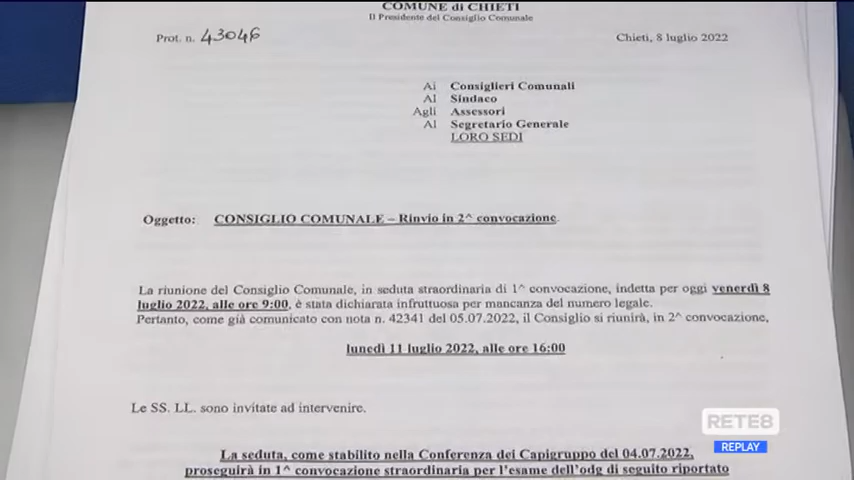 COMUNE di CHIETI
Il Presidente del Consiglio Comunale
Prot. n. 43046
Chieti, 8 luglio 2022
Ai Consiglieri Comunali
Al Sindaco
Agli Assessori
Al Segretario Generale
LORO SEDI
Oggetto: CONSIGLIO COMUNALE – Rinvio in 2^ convocazione.
La riunione del Consiglio Comunale, in seduta straordinaria di 1^ convocazione, indetta per oggi venerdì 8
luglio 2022, alle ore 9:00, è stata dichiarata infruttuosa per mancanza del numero legale.
Pertanto, come già comunicato con nota n. 42341 del 05.07.2022, il Consiglio si riunirà, in 2^ convocazione,
lunedì 11 luglio 2022, alle ore 16:00
Le SS. LL. sono invitate ad intervenire.
La seduta, come stabilito nella Conferenza dei Capigruppo del 04.07.2022,
proseguirà in 1^ convocazione straordinaria per l'esame dell'odg di seguito riportato
RETE8
REPLAY